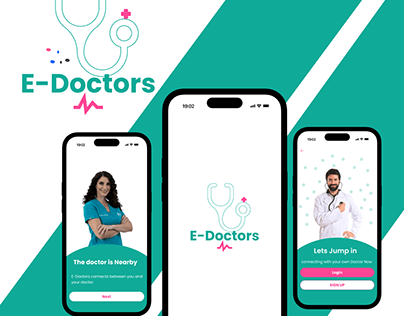 E-Doctors
19:02
The doctor is Nearby
E-Doctors connects between you and
your doctor
Next
19:02
E-Doctors
19:02
Lets Jump in
connecting with your own Doctor Now
Login
SIGN UP